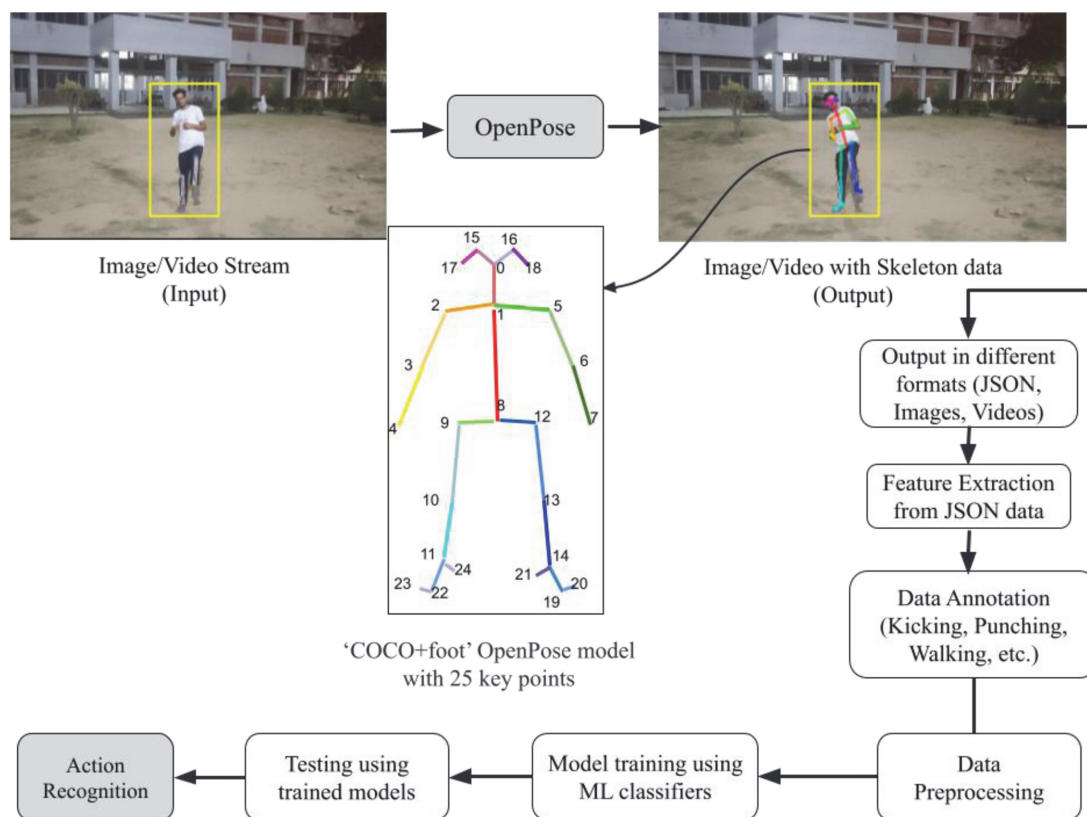 OpenPose
Image/Video Stream
(Input)
Image/Video with Skeleton data
(Output)
15
16
17
0
18
2
1
5
3
6
4
7
8
9
12
10
13
11
14
24
21
23
22
20
19
‘COCO+foot’ OpenPose model
with 25 key points
Output in different
formats (JSON,
Images, Videos)
Feature Extraction
from JSON data
Data Annotation
(Kicking, Punching,
Walking, etc.)
Data
Preprocessing
Model training using
ML classifiers
Testing using
trained models
Action
Recognition